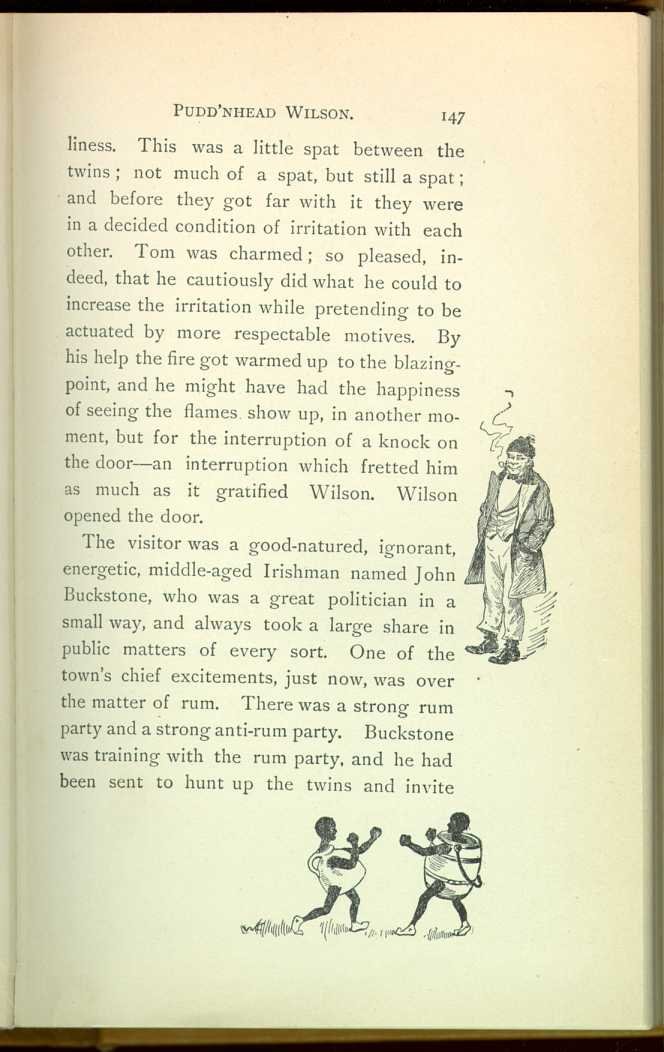 PUDD'NHEAD WILSON. 147
liness. This was a little spat between the
twins; not much of a spat, but still a spat;
and before they got far with it they were
in a decided condition of irritation with each
other. Tom was charmed; so pleased, in-
deed, that he cautiously did what he could to
increase the irritation while pretending to be
actuated by more respectable motives. By
his help the fire got warmed up to the blazing-
point, and he might have had the happiness
of seeing the flames show up, in another mo-
ment, but for the interruption of a knock on
the door—an interruption which fretted him
as much as it gratified Wilson. Wilson
opened the door.
The visitor was a good-natured, ignorant,
energetic, middle-aged Irishman named John
Buckstone, who was a great politician in a
small way, and always took a large share in
public matters of every sort. One of the
town's chief excitements, just now, was over
the matter of rum. There was a strong rum
party and a strong anti-rum party. Buckstone
was training with the rum party, and he had
been sent to hunt up the twins and invite